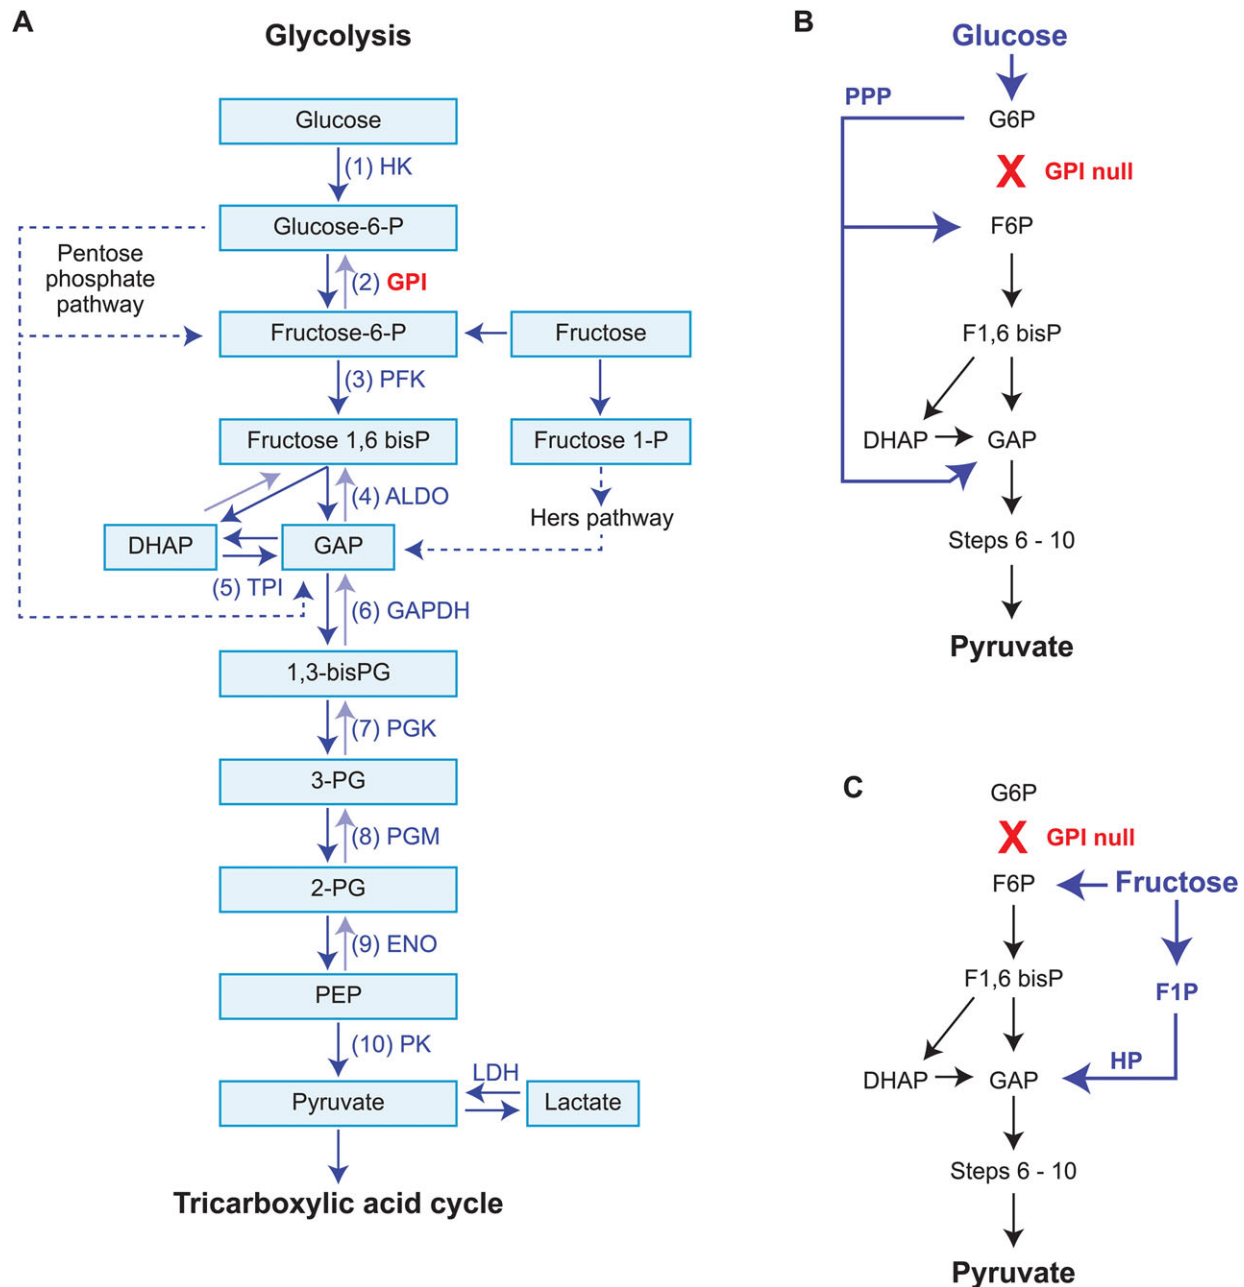 A
Glycolysis
Glucose
(1) HK
Glucose-6-P
Pentose
phosphate
pathway
(2) GPI
Fructose-6-P
Fructose
(3) PFK
Fructose 1,6 bisP
Fructose 1-P
(4) ALDO
Hers pathway
DHAP
GAP
(5) TPI
(6) GAPDH
1,3-bisPG
(7) PGK
3-PG
(8) PGM
2-PG
(9) ENO
PEP
(10) PK
LDH
Pyruvate
Lactate
Tricarboxylic acid cycle
B
Glucose
PPP
G6P
X GPI null
F6P
F1,6 bisP
DHAP
GAP
Steps 6 - 10
Pyruvate
C
G6P
X GPI null
F6P
Fructose
F1,6 bisP
F1P
HP
DHAP
GAP
Steps 6 - 10
Pyruvate